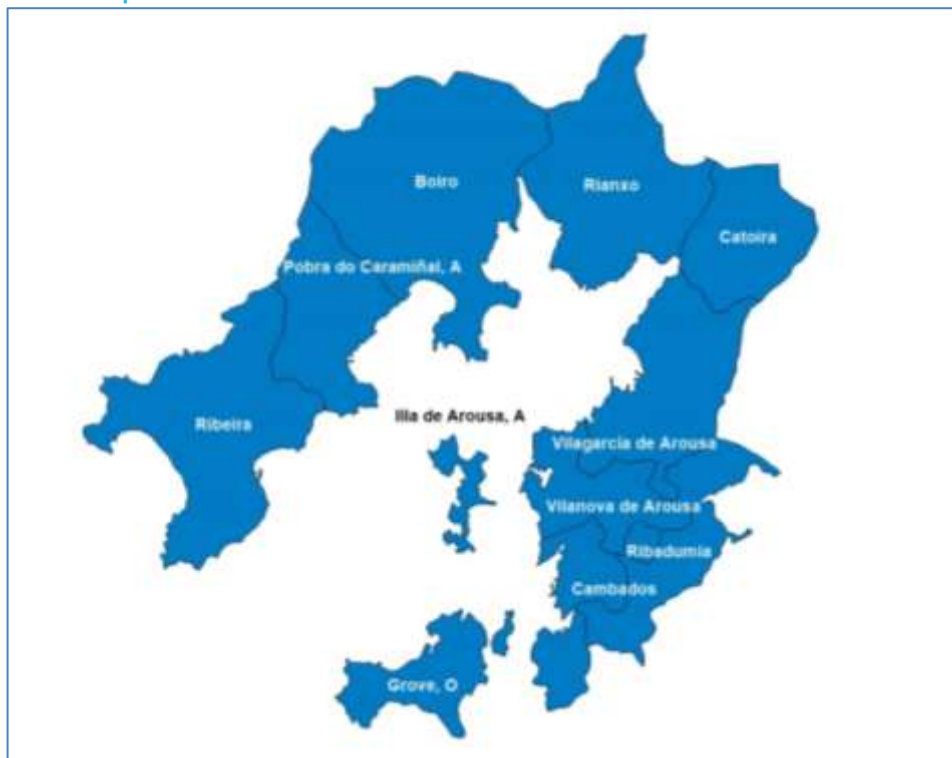 Boiro
Rianxo
Catoira
Pobra do Caramiñal, A
Illa de Arousa, A
Ribeira
Vilagarcía de Arousa
Vilanova de Arousa
Ribadumia
Cambados
Grove, O